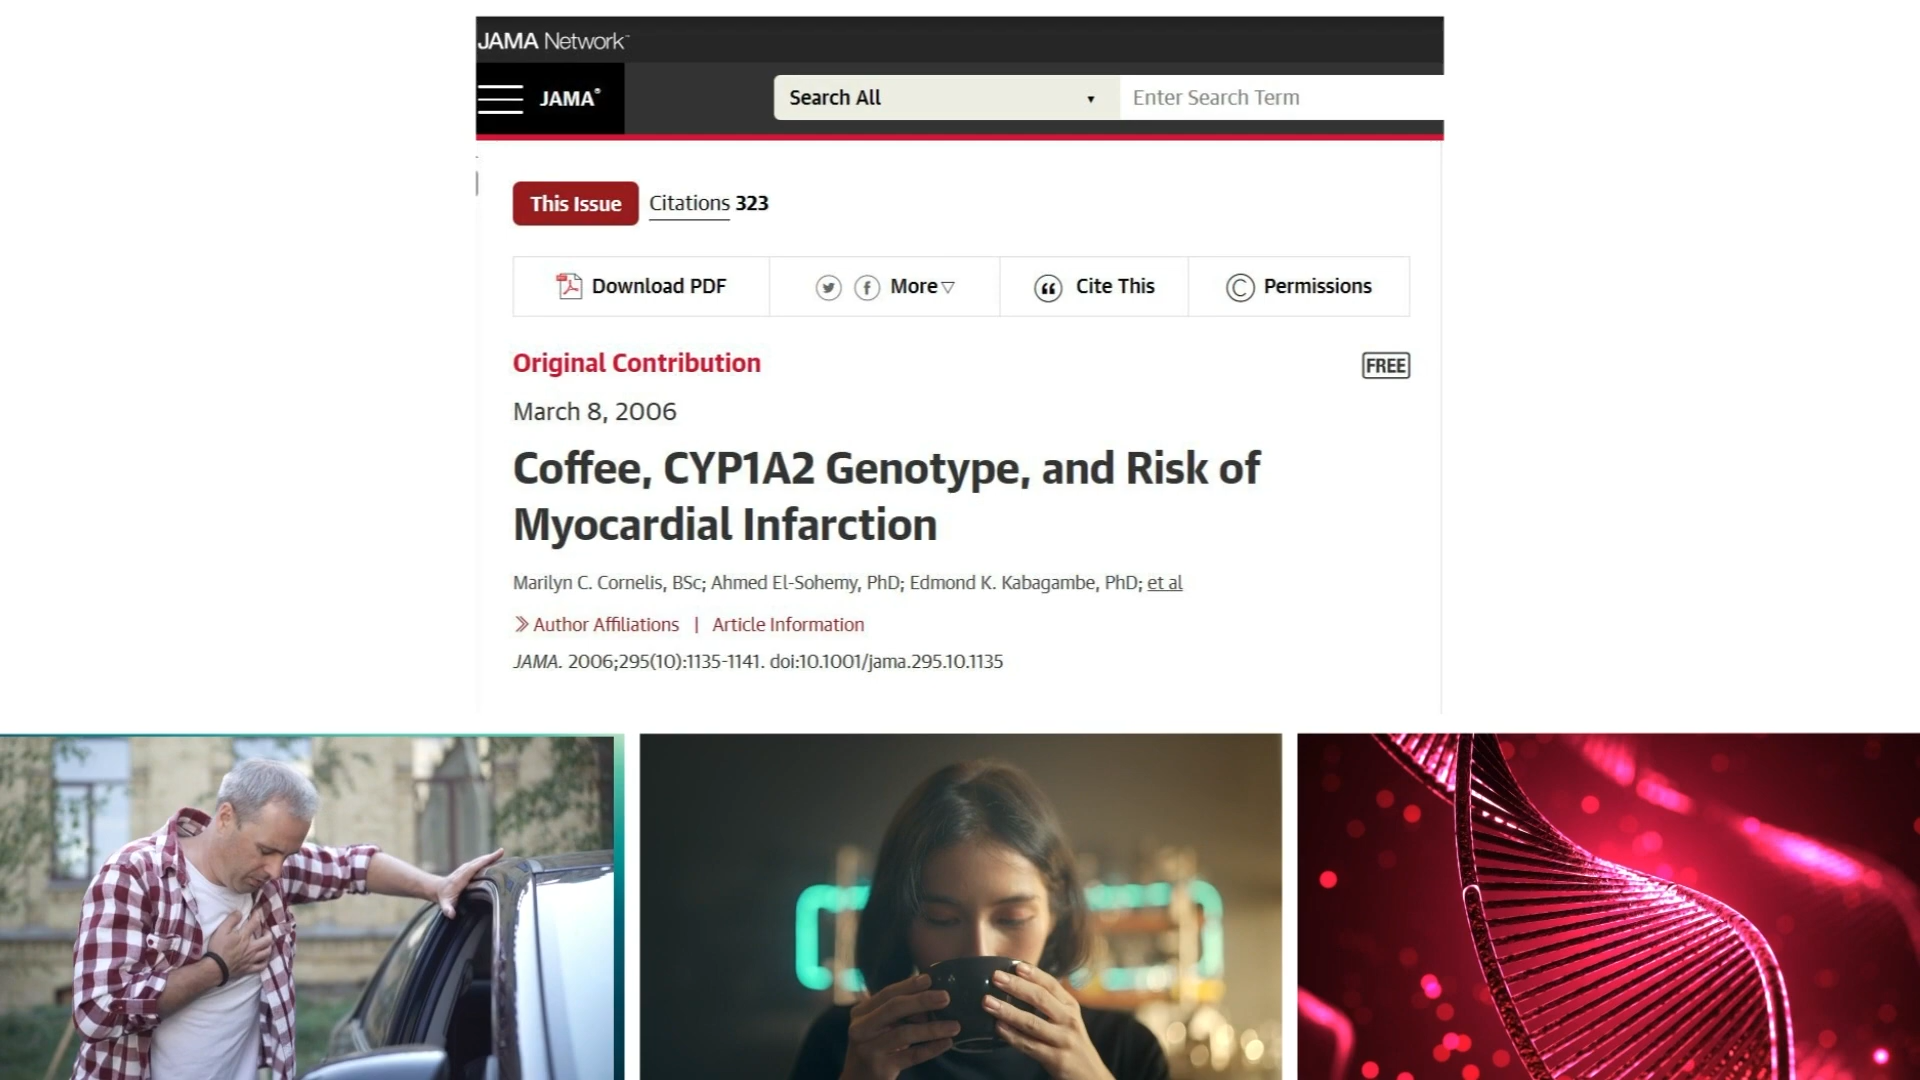 JAMA Network™
JAMA®
Search All
Enter Search Term
This Issue
Citations 323
Download PDF
More
Cite This
Permissions
Original Contribution
FREE
March 8, 2006
Coffee, CYP1A2 Genotype, and Risk of
Myocardial Infarction
Marilyn C. Cornelis, BSc; Ahmed El-Sohemy, PhD; Edmond K. Kabagambe, PhD; et al
Author Affiliations | Article Information
JAMA. 2006;295(10):1135-1141. doi:10.1001/jama.295.10.1135